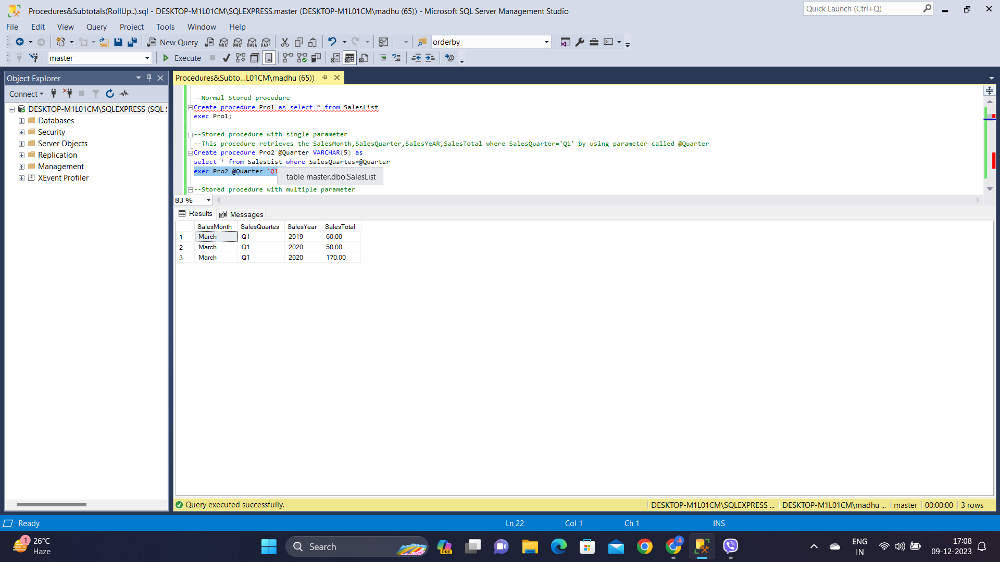 Procedures&Subtotals(RollUp..).sql - DESKTOP-M1L01CM\SQLEXPRESS.master (DESKTOP-M1L01CM\madhu (65)) - Microsoft SQL Server Management Studio
Quick Launch (Ctrl+Q)
File Edit View Query Project Tools Window Help
New Query MDX DMX XMLA DAX orderby
master Execute
Object Explorer
Procedures&Subto...L01CM\madhu (65))
Connect
DESKTOP-M1L01CM\SQLEXPRESS (SQL S
Databases
Security
Server Objects
Replication
Management
XEvent Profiler
--Normal Stored procedure
Create procedure Pro1 as select * from SalesList
exec Pro1;
--Stored procedure with single parameter
--This procedure retrieves the SalesMonth,SalesQuarter,SalesYeAR,SalesTotal where SalesQuarter='Q1' by using parameter called @Quarter
Create procedure Pro2 @Quarter VARCHAR(5) as
select * from SalesList where SalesQuartes=@Quarter
exec Pro2 @Quarter='Q1
table master.dbo.SalesList
--Stored procedure with multiple parameter
83 %
Results Messages
SalesMonth SalesQuartes SalesYear SalesTotal
1 March Q1 2019 60.00
2 March Q1 2020 50.00
3 March Q1 2020 170.00
Query executed successfully.
DESKTOP-M1L01CM\SQLEXPRESS ... DESKTOP-M1L01CM\madhu ... master 00:00:00 3 rows
Ready Ln 22 Col 1 Ch 1 INS
1
26°C
Haze
Search
PRE
ENG
IN
17:08
09-12-2023